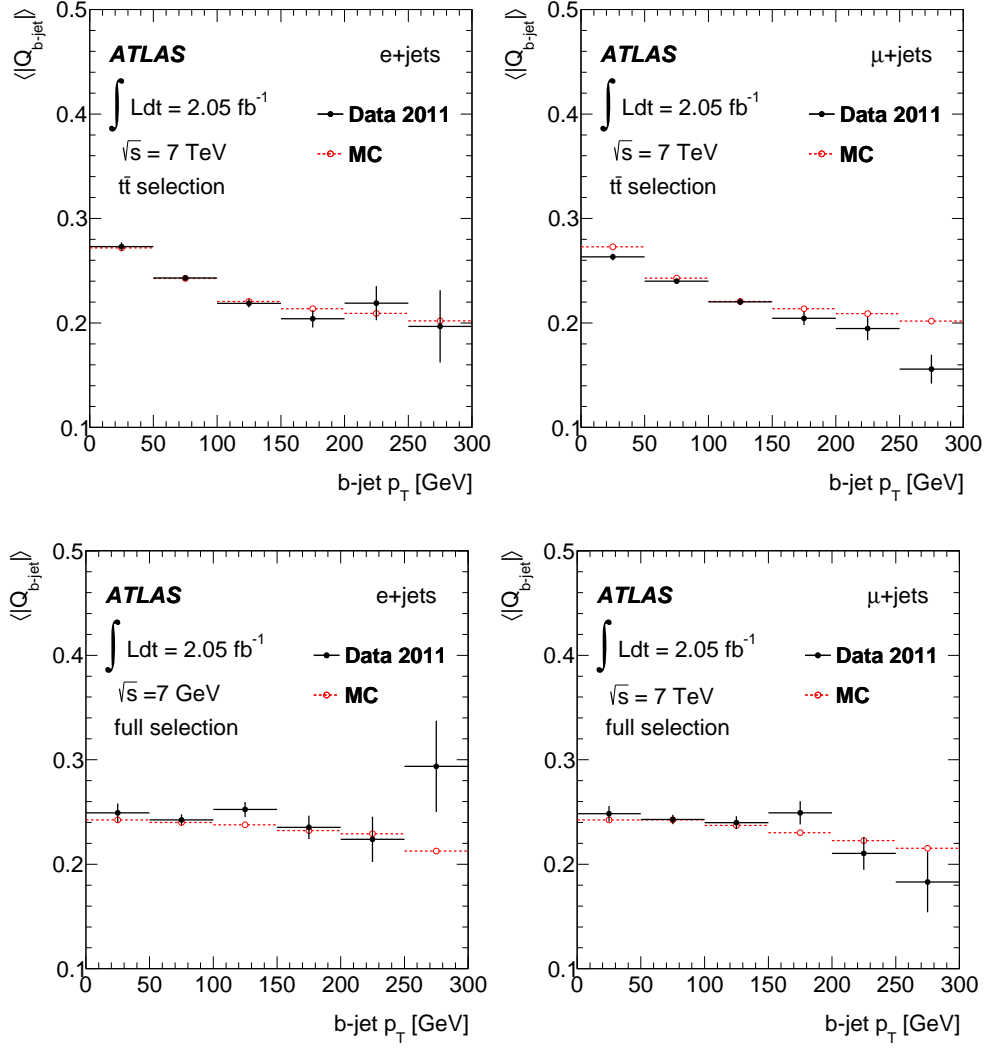 ⟨|Q_b-jet|⟩
ATLAS e+jets
∫ Ldt = 2.05 fb⁻¹
Data 2011
√s = 7 TeV
MC
tt̄ selection
0.5
0.4
0.3
0.2
0.1
0 50 100 150 200 250 300
b-jet p_T [GeV]
⟨|Q_b-jet|⟩
ATLAS μ+jets
∫ Ldt = 2.05 fb⁻¹
Data 2011
√s = 7 TeV
MC
tt̄ selection
0.5
0.4
0.3
0.2
0.1
0 50 100 150 200 250 300
b-jet p_T [GeV]
⟨|Q_b-jet|⟩
ATLAS e+jets
∫ Ldt = 2.05 fb⁻¹
Data 2011
√s =7 GeV
MC
full selection
0.5
0.4
0.3
0.2
0.1
0 50 100 150 200 250 300
b-jet p_T [GeV]
⟨|Q_b-jet|⟩
ATLAS μ+jets
∫ Ldt = 2.05 fb⁻¹
Data 2011
√s = 7 TeV
MC
full selection
0.5
0.4
0.3
0.2
0.1
0 50 100 150 200 250 300
b-jet p_T [GeV]